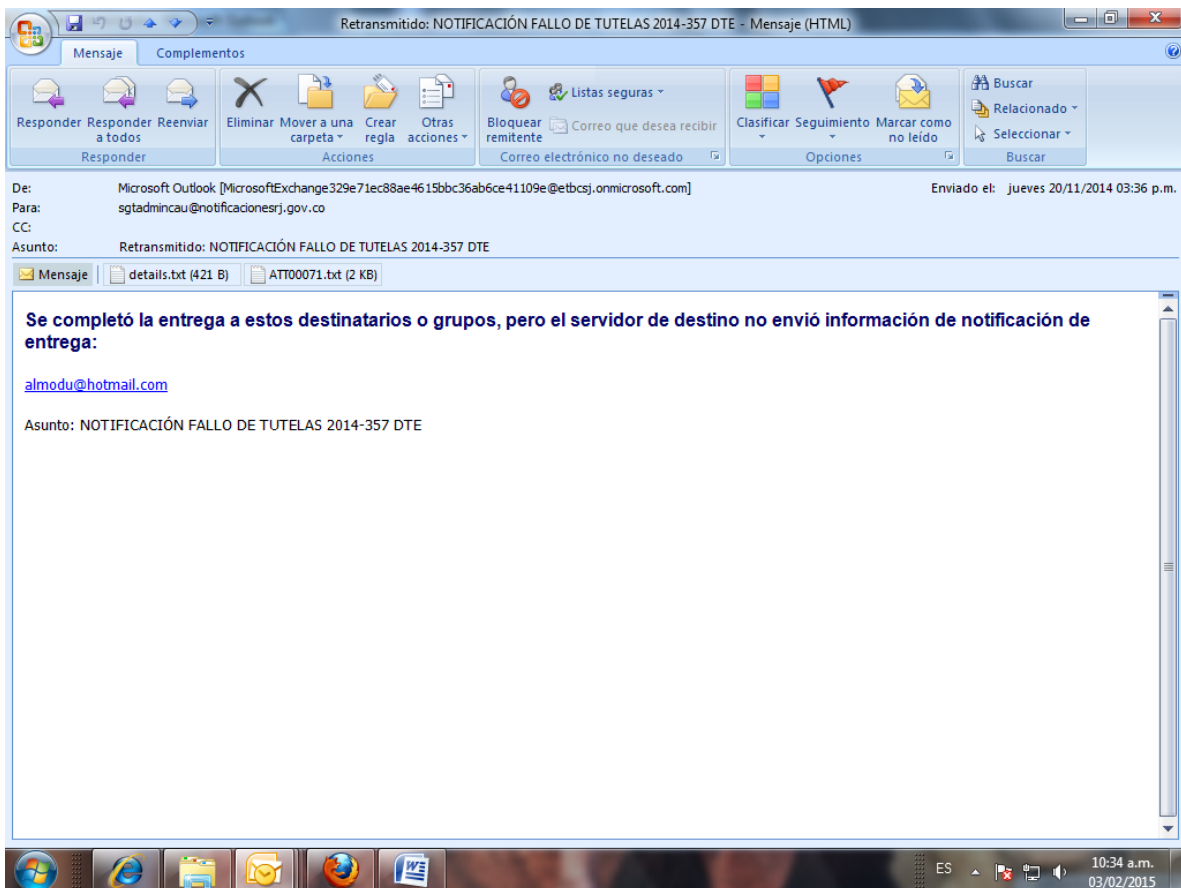 Retransmitido: NOTIFICACIÓN FALLO DE TUTELAS 2014-357 DTE - Mensaje (HTML)
Mensaje Complementos
Responder Responder a todos Reenviar
Eliminar Mover a una carpeta Crear regla Otras acciones
Bloquear remitente Listas seguras Correo que desea recibir
Clasificar Seguimiento Marcar como no leído
Buscar
Relacionado
Seleccionar
Responder Acciones Correo electrónico no deseado Opciones Buscar
De: Microsoft Outlook [MicrosoftExchange329e71ec88ae4615bbc36ab6ce41109e@etbcsj.onmicrosoft.com] Enviado el: jueves 20/11/2014 03:36 p.m.
Para: sgtadmincau@notificacionesrj.gov.co
CC:
Asunto: Retransmitido: NOTIFICACIÓN FALLO DE TUTELAS 2014-357 DTE
Mensaje details.txt (421 B) ATT00071.txt (2 KB)
Se completó la entrega a estos destinatarios o grupos, pero el servidor de destino no envió información de notificación de
entrega:
almodu@hotmail.com
Asunto: NOTIFICACIÓN FALLO DE TUTELAS 2014-357 DTE
ES 10:34 a.m.
03/02/2015